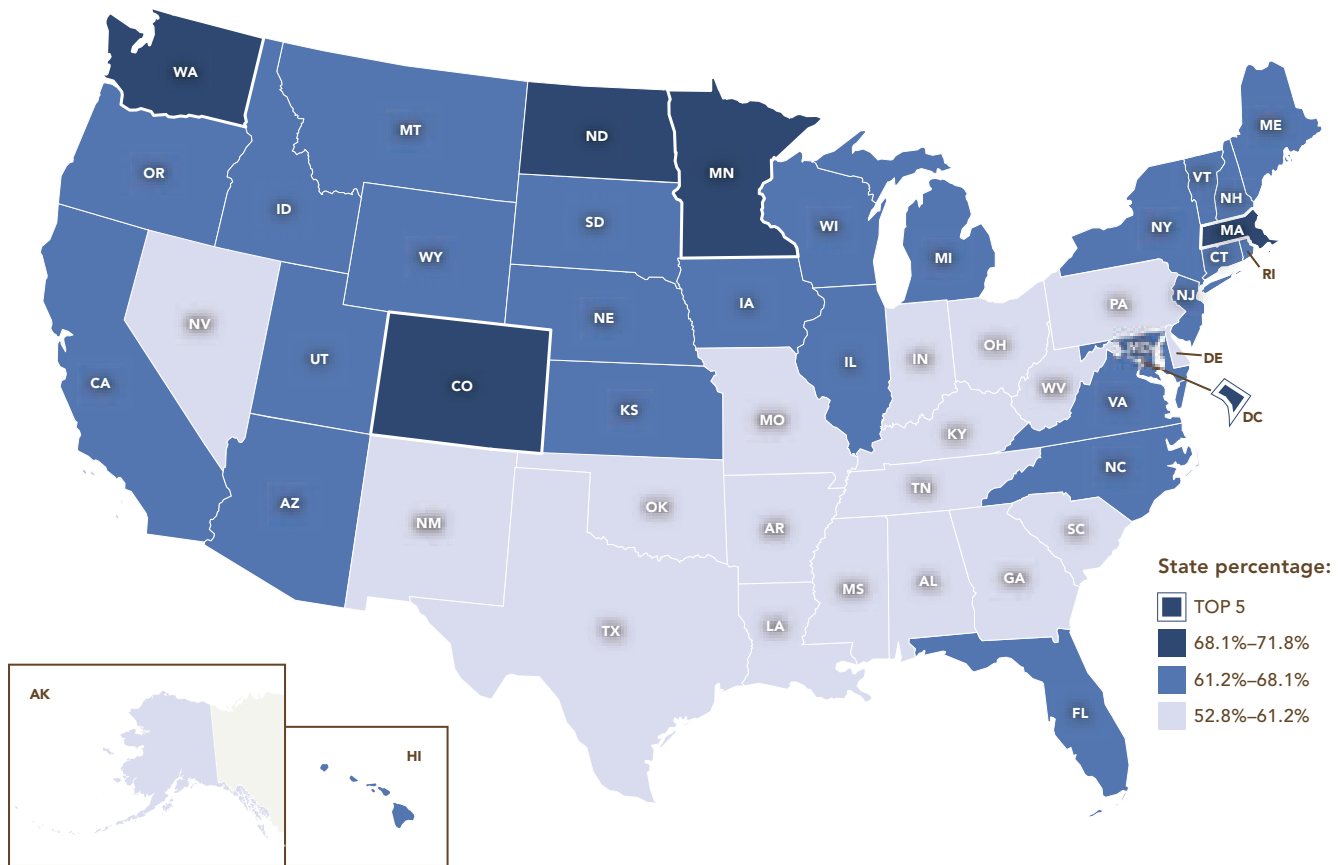 WA
MT
ND
MN
ME
OR
ID
SD
WI
VT
NH
NY
MA
WY
MI
CT
RI
NV
NE
IA
PA
NJ
UT
CO
IL
IN
OH
MD
DE
CA
KS
MO
WV
VA
DC
KY
NC
AZ
NM
OK
AR
TN
SC
TX
LA
MS
AL
GA
FL
State percentage:
TOP 5
68.1%–71.8%
61.2%–68.1%
52.8%–61.2%
AK
HI